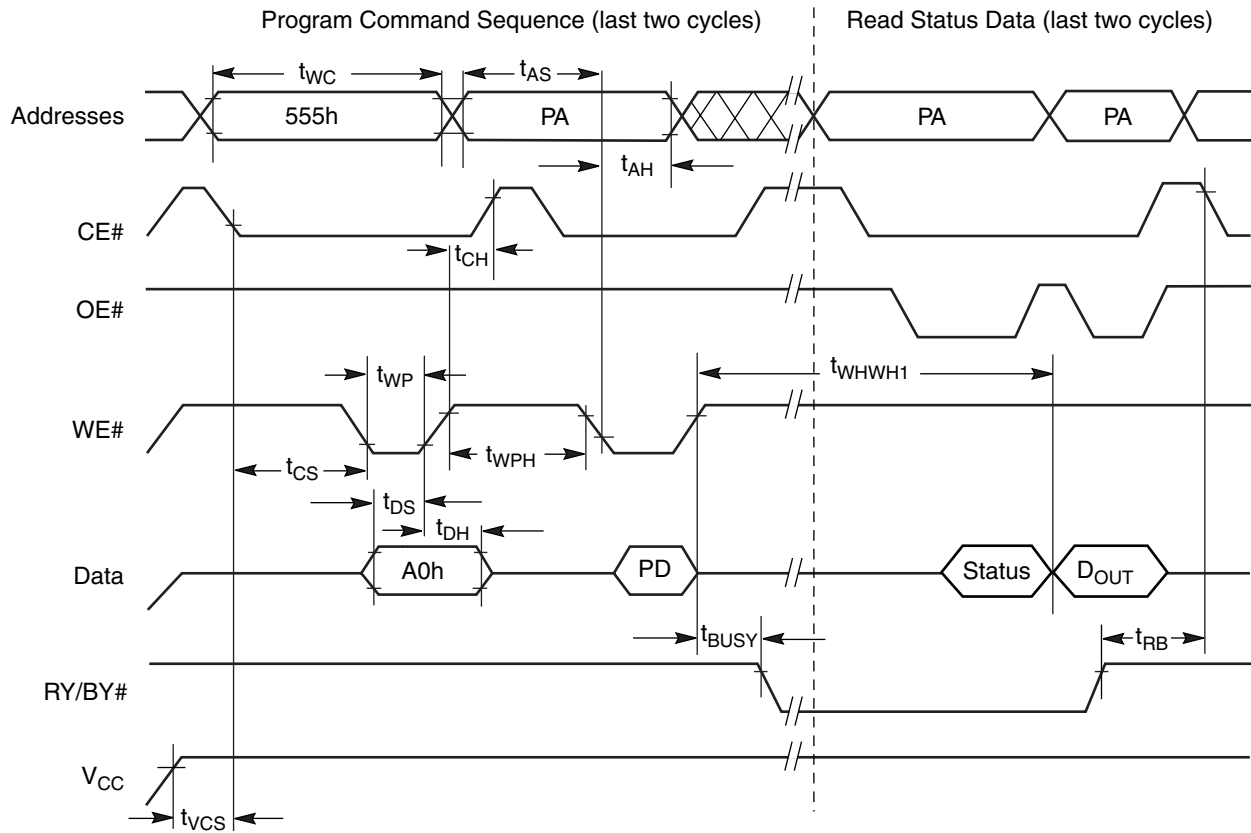 Program Command Sequence (last two cycles) Read Status Data (last two cycles)
tWC tAS
Addresses 555h PA PA PA
tAH
CE#
tCH
OE#
tWP tWHWH1
WE#
tWPH
tCS
tDS
tDH
Data A0h PD Status DOUT
tBUSY tRB
RY/BY#
VCC
tVCS